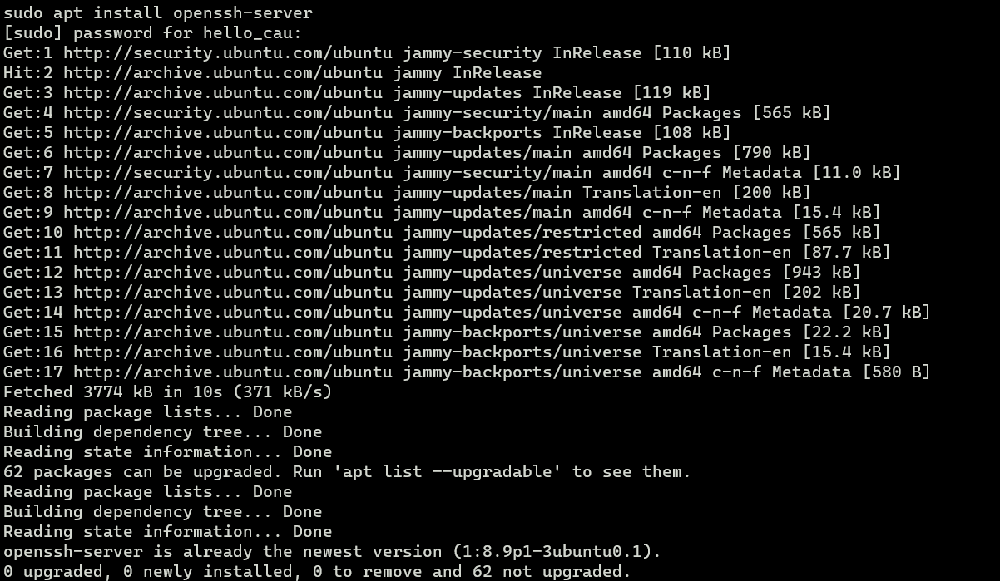 sudo apt install openssh-server
[sudo] password for hello_cau:
Get:1 http://security.ubuntu.com/ubuntu jammy-security InRelease [110 kB]
Hit:2 http://archive.ubuntu.com/ubuntu jammy InRelease
Get:3 http://archive.ubuntu.com/ubuntu jammy-updates InRelease [119 kB]
Get:4 http://security.ubuntu.com/ubuntu jammy-security/main amd64 Packages [565 kB]
Get:5 http://archive.ubuntu.com/ubuntu jammy-backports InRelease [108 kB]
Get:6 http://archive.ubuntu.com/ubuntu jammy-updates/main amd64 Packages [790 kB]
Get:7 http://security.ubuntu.com/ubuntu jammy-security/main amd64 c-n-f Metadata [11.0 kB]
Get:8 http://archive.ubuntu.com/ubuntu jammy-updates/main Translation-en [200 kB]
Get:9 http://archive.ubuntu.com/ubuntu jammy-updates/main amd64 c-n-f Metadata [15.4 kB]
Get:10 http://archive.ubuntu.com/ubuntu jammy-updates/restricted amd64 Packages [565 kB]
Get:11 http://archive.ubuntu.com/ubuntu jammy-updates/restricted Translation-en [87.7 kB]
Get:12 http://archive.ubuntu.com/ubuntu jammy-updates/universe amd64 Packages [943 kB]
Get:13 http://archive.ubuntu.com/ubuntu jammy-updates/universe Translation-en [202 kB]
Get:14 http://archive.ubuntu.com/ubuntu jammy-updates/universe amd64 c-n-f Metadata [20.7 kB]
Get:15 http://archive.ubuntu.com/ubuntu jammy-backports/universe amd64 Packages [22.2 kB]
Get:16 http://archive.ubuntu.com/ubuntu jammy-backports/universe Translation-en [15.4 kB]
Get:17 http://archive.ubuntu.com/ubuntu jammy-backports/universe amd64 c-n-f Metadata [580 B]
Fetched 3774 kB in 10s (371 kB/s)
Reading package lists... Done
Building dependency tree... Done
Reading state information... Done
62 packages can be upgraded. Run 'apt list --upgradable' to see them.
Reading package lists... Done
Building dependency tree... Done
Reading state information... Done
openssh-server is already the newest version (1:8.9p1-3ubuntu0.1).
0 upgraded, 0 newly installed, 0 to remove and 62 not upgraded.